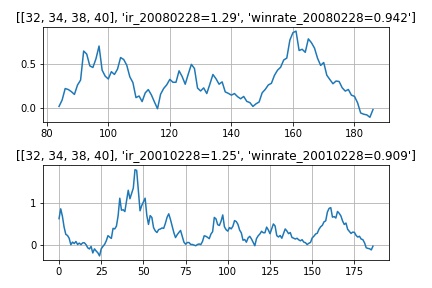 [[32, 34, 38, 40], 'ir_20080228=1.29', 'winrate_20080228=0.942']
0.5
0.0
80 100 120 140 160 180
[[32, 34, 38, 40], 'ir_20010228=1.25', 'winrate_20010228=0.909']
1
0
0 25 50 75 100 125 150 175